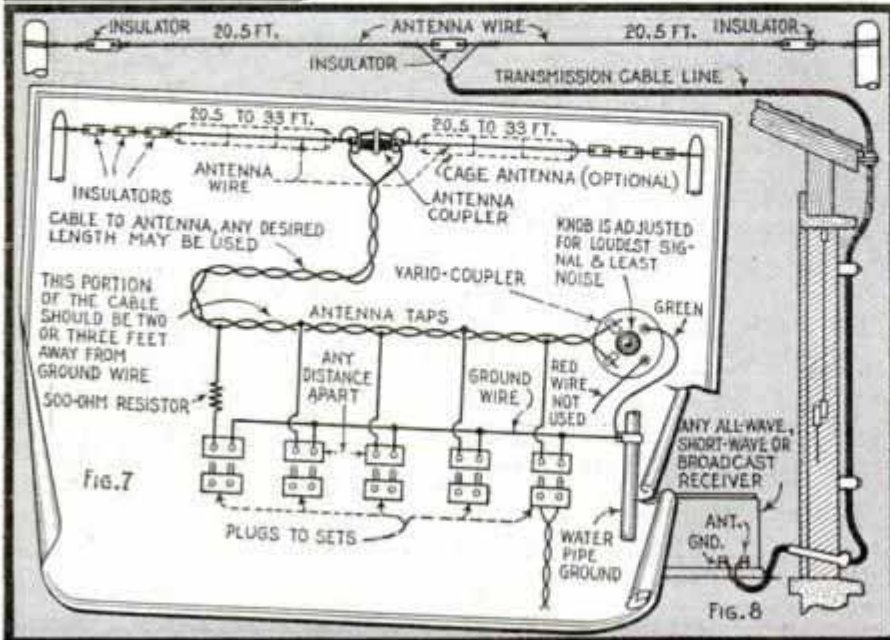 INSULATOR
20.5 FT.
ANTENNA WIRE
20.5 FT.
INSULATOR
INSULATOR
TRANSMISSION CABLE LINE
20.5 TO 33 FT.
20.5 TO 33 FT.
INSULATORS
ANTENNA
WIRE
CAGE ANTENNA (OPTIONAL)
ANTENNA
COUPLER
CABLE TO ANTENNA, ANY DESIRED
LENGTH MAY BE USED
KNOB IS ADJUSTED
FOR LOUDEST SIG-
NAL & LEAST
NOISE
VARIO-COUPLER
GREEN
THIS PORTION
OF THE CABLE
SHOULD BE TWO
OR THREE FEET
AWAY FROM
GROUND WIRE
ANTENNA TAPS
500-OHM RESISTOR
ANY
DISTANCE
APART
GROUND
WIRE
RED
WIRE
NOT
USED
ANY ALL-WAVE,
SHORT-WAVE OR
BROADCAST
RECEIVER
FIG.7
PLUGS TO SETS
WATER
PIPE
GROUND
ANT.
GND.
FIG.8